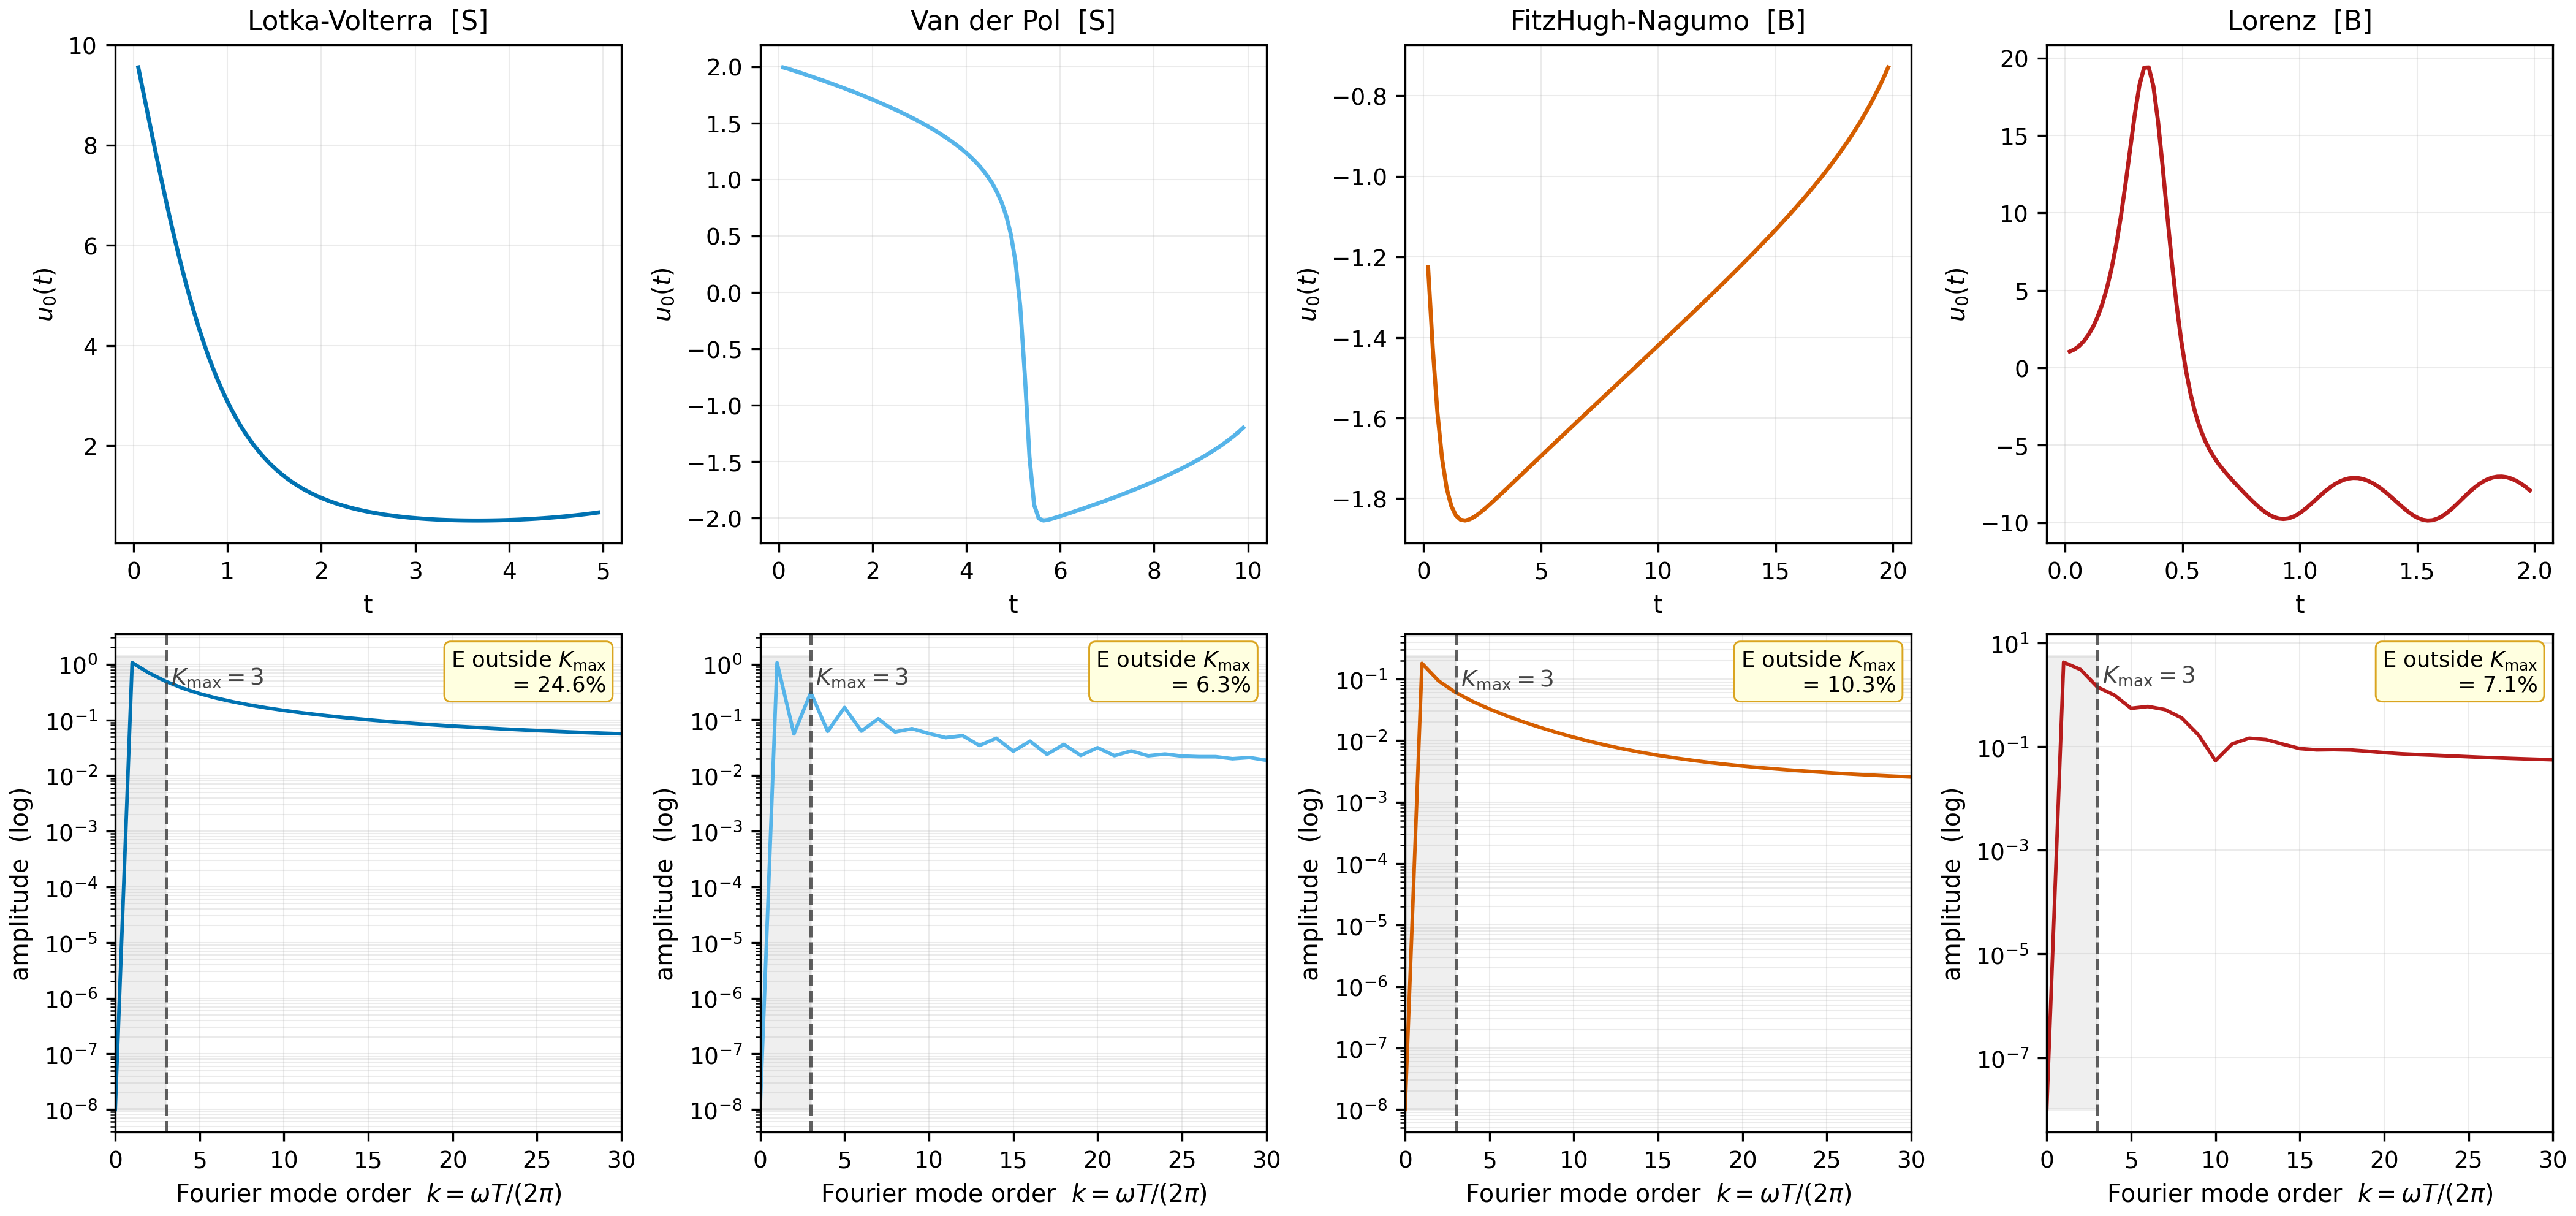 Lotka-Volterra [S]
10
8
6
4
2
u₀(t)
0 1 2 3 4 5
t
Van der Pol [S]
2.0
1.5
1.0
0.5
0.0
−0.5
−1.0
−1.5
−2.0
u₀(t)
0 2 4 6 8 10
t
FitzHugh-Nagumo [B]
−0.8
−1.0
−1.2
−1.4
−1.6
−1.8
u₀(t)
0 5 10 15 20
t
Lorenz [B]
20
15
10
5
0
−5
−10
u₀(t)
0.0 0.5 1.0 1.5 2.0
t
10⁰
10⁻¹
10⁻²
10⁻³
10⁻⁴
10⁻⁵
10⁻⁶
10⁻⁷
10⁻⁸
amplitude (log)
K_max = 3
E outside K_max
= 24.6%
0 5 10 15 20 25 30
Fourier mode order k = ωT/(2π)
10⁰
10⁻¹
10⁻²
10⁻³
10⁻⁴
10⁻⁵
10⁻⁶
10⁻⁷
10⁻⁸
amplitude (log)
K_max = 3
E outside K_max
= 6.3%
0 5 10 15 20 25 30
Fourier mode order k = ωT/(2π)
10⁻¹
10⁻²
10⁻³
10⁻⁴
10⁻⁵
10⁻⁶
10⁻⁷
10⁻⁸
amplitude (log)
K_max = 3
E outside K_max
= 10.3%
0 5 10 15 20 25 30
Fourier mode order k = ωT/(2π)
10¹
10⁻¹
10⁻³
10⁻⁵
10⁻⁷
amplitude (log)
K_max = 3
E outside K_max
= 7.1%
0 5 10 15 20 25 30
Fourier mode order k = ωT/(2π)